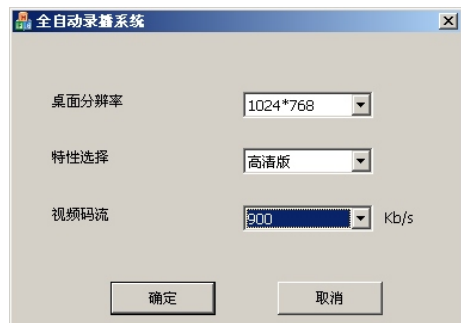 全自动录播系统
桌面分辨率 1024*768
特性选择 高清版
视频码流 900 Kb/s
确定 取消